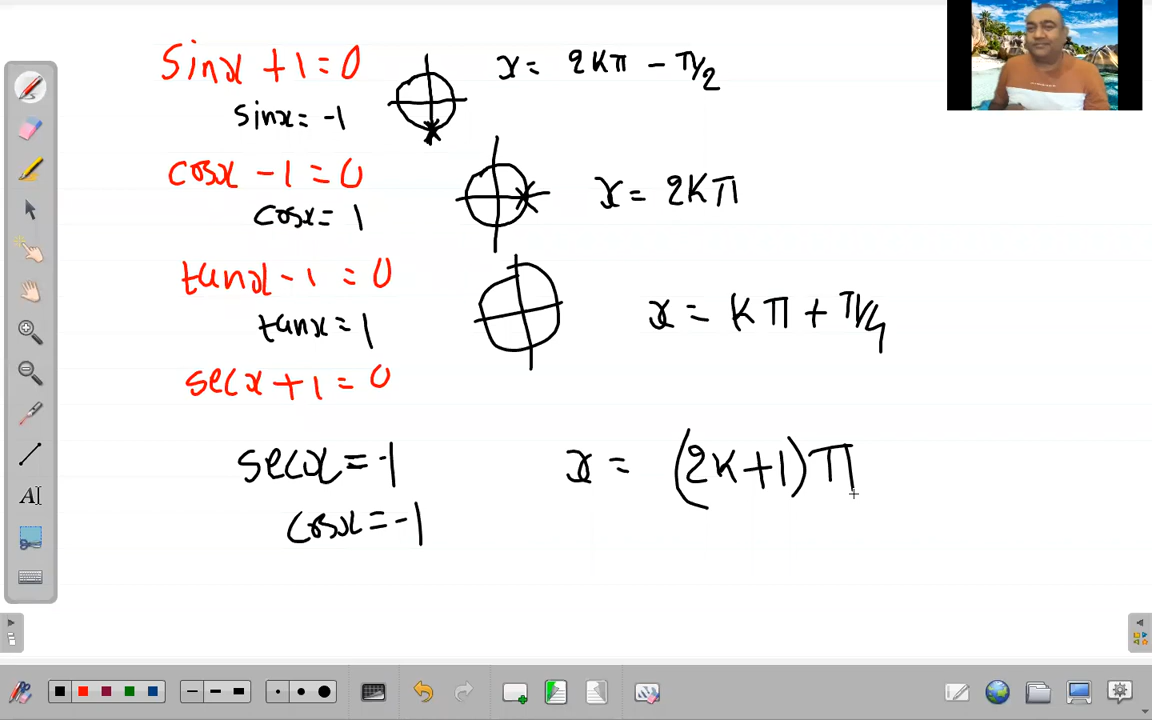 sinx +1=0 x= 2Kπ - π/2
sinx= -1
cosx -1=0 x= 2Kπ
cosx= 1
tanx -1 = 0 x= Kπ + π/4
tanx= 1
secx +1=0
secx= -1 x= (2K+1)π
cosx= -1
AI